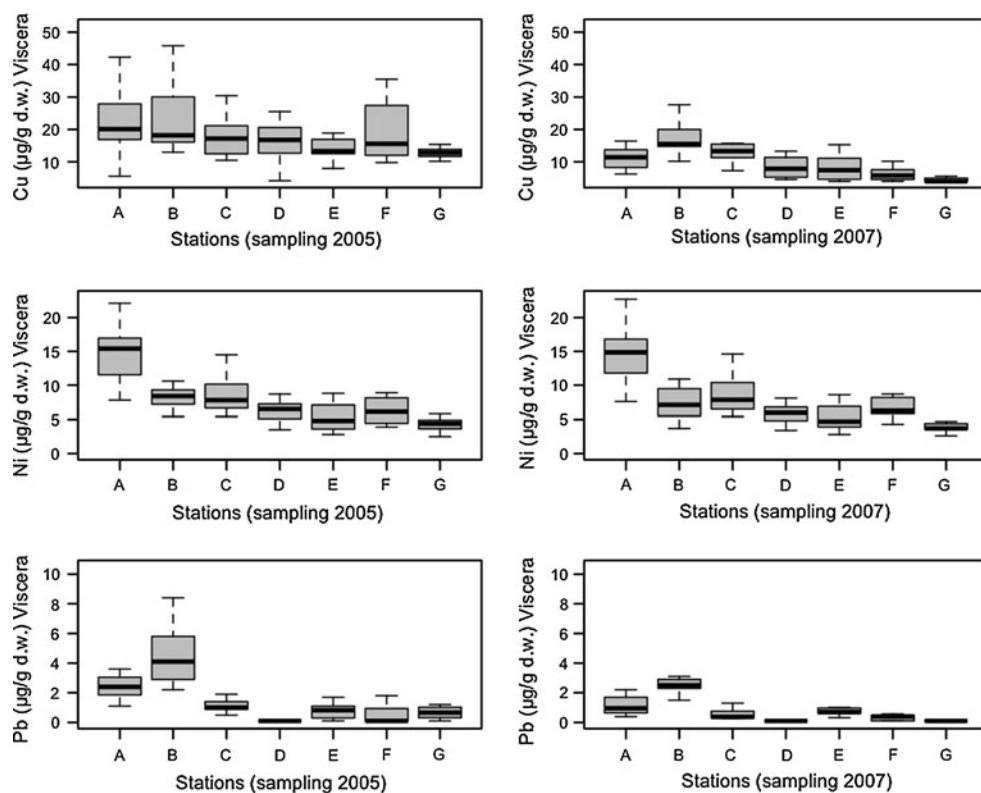 Cu (µg/g d.w.) Viscera
50
40
30
20
10
A B C D E F G
Stations (sampling 2005)
Cu (µg/g d.w.) Viscera
50
40
30
20
10
A B C D E F G
Stations (sampling 2007)
Ni (µg/g d.w.) Viscera
20
15
10
5
0
A B C D E F G
Stations (sampling 2005)
Ni (µg/g d.w.) Viscera
20
15
10
5
0
A B C D E F G
Stations (sampling 2007)
Pb (µg/g d.w.) Viscera
10
8
6
4
2
0
A B C D E F G
Stations (sampling 2005)
Pb (µg/g d.w.) Viscera
10
8
6
4
2
0
A B C D E F G
Stations (sampling 2007)